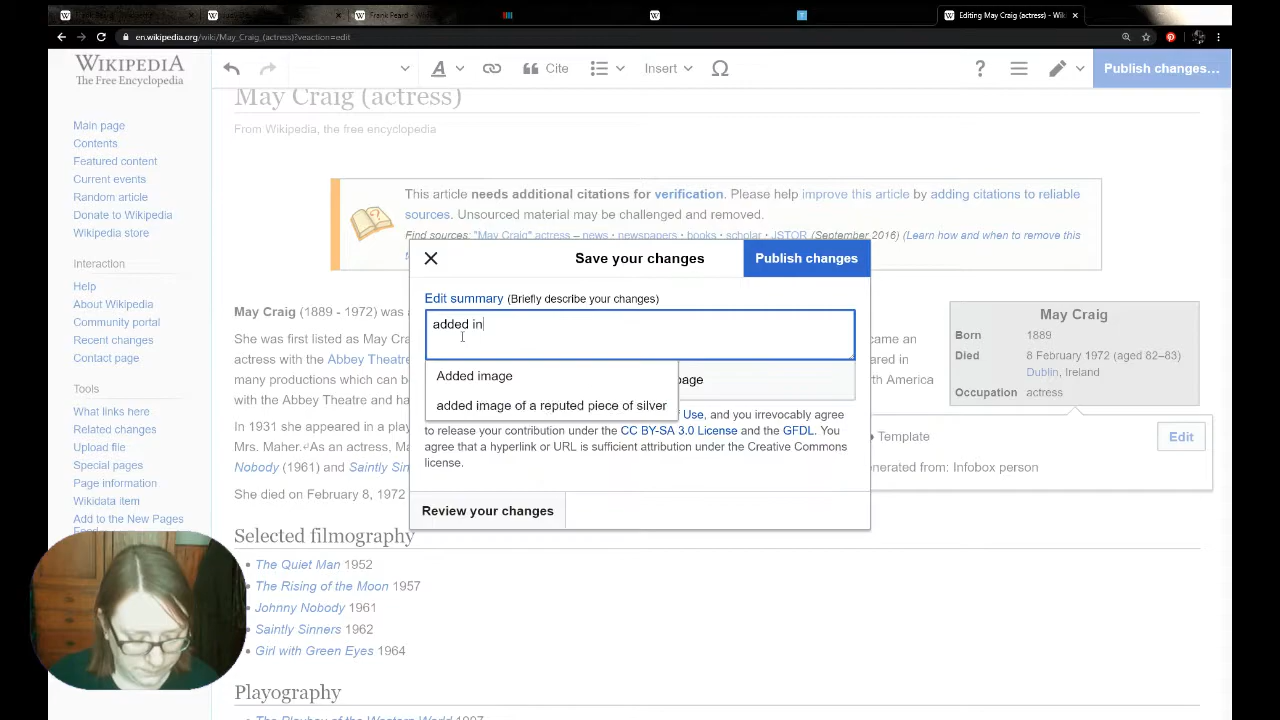 Frank Peard - W
Editing May Craig (actress) - Wik
en.wikipedia.org/wiki/May_Craig_(actress)?veaction=edit
WIKIPEDIA
The Free Encyclopedia
Cite
Insert
Publish changes…
May Craig (actress)
From Wikipedia, the free encyclopedia
Main page
Contents
Featured content
Current events
Random article
Donate to Wikipedia
Wikipedia store
Interaction
Help
About Wikipedia
Community portal
Recent changes
Contact page
Tools
What links here
Related changes
Upload file
Special pages
Page information
Wikidata item
Add to the New Pages
Feed
This article needs additional citations for verification. Please help improve this article by adding citations to reliable
sources. Unsourced material may be challenged and removed.
Find sources: "May Craig" actress – news · newspapers · books · scholar · JSTOR (September 2016) (Learn how and when to remove this
Save your changes
Publish changes
Edit summary (Briefly describe your changes)
added in
Added image
added image of a reputed piece of silver
page
of Use, and you irrevocably agree
to release your contribution under the CC BY-SA 3.0 License and the GFDL. You
agree that a hyperlink or URL is sufficient attribution under the Creative Commons
license.
Review your changes
May Craig (1889 - 1972) was
She was first listed as May Cra
came an
actress with the Abbey Theatre
ared in
many productions which can b
rth America
with the Abbey Theatre and ha
In 1931 she appeared in a play
Mrs. Maher.↵As an actress, Ma
Nobody (1961) and Saintly Sin
She died on February 8, 1972
May Craig
Born 1889
Died 8 February 1972 (aged 82–83)
Dublin, Ireland
Occupation actress
Template
Edit
enerated from: Infobox person
Selected filmography
• The Quiet Man 1952
• The Rising of the Moon 1957
• Johnny Nobody 1961
• Saintly Sinners 1962
• Girl with Green Eyes 1964
Playography